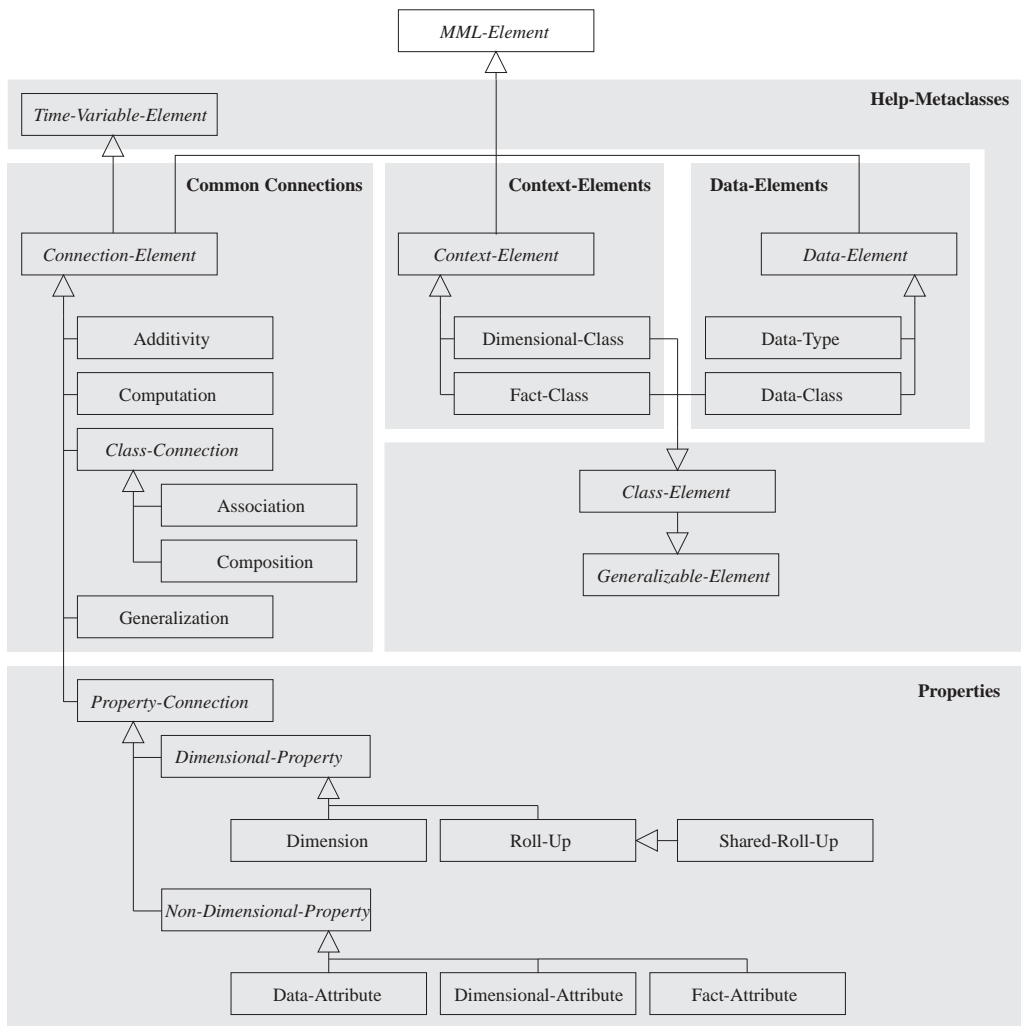 MML-Element
Help-Metaclasses
Time-Variable-Element
Common Connections
Context-Elements
Data-Elements
Connection-Element
Context-Element
Data-Element
Additivity
Dimensional-Class
Data-Type
Computation
Fact-Class
Data-Class
Class-Connection
Class-Element
Association
Composition
Generalizable-Element
Generalization
Property-Connection
Properties
Dimensional-Property
Dimension
Roll-Up
Shared-Roll-Up
Non-Dimensional-Property
Data-Attribute
Dimensional-Attribute
Fact-Attribute